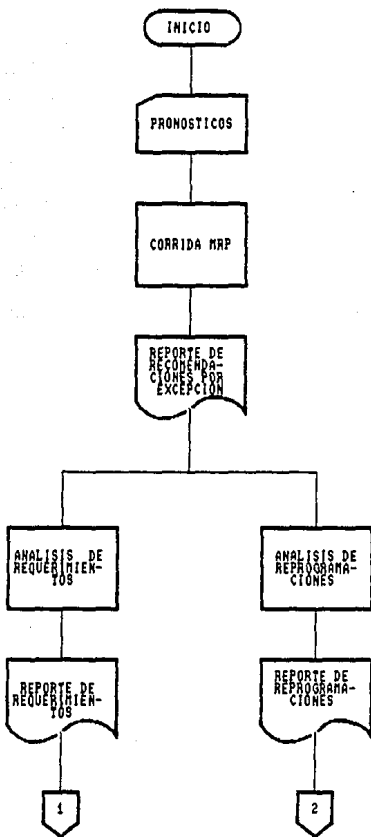 INICIO
PRONOSTICOS
CORRIDA MRP
REPORTE DE
RECOMENDA-
CIONES POR
EXCEPCION
ANALISIS DE
REQUERIMIEN-
TOS
ANALISIS DE
REPROGRAMA-
CIONES
REPORTE DE
REQUERIMIEN-
TOS
REPORTE DE
REPROGRAMA-
CIONES
1
2